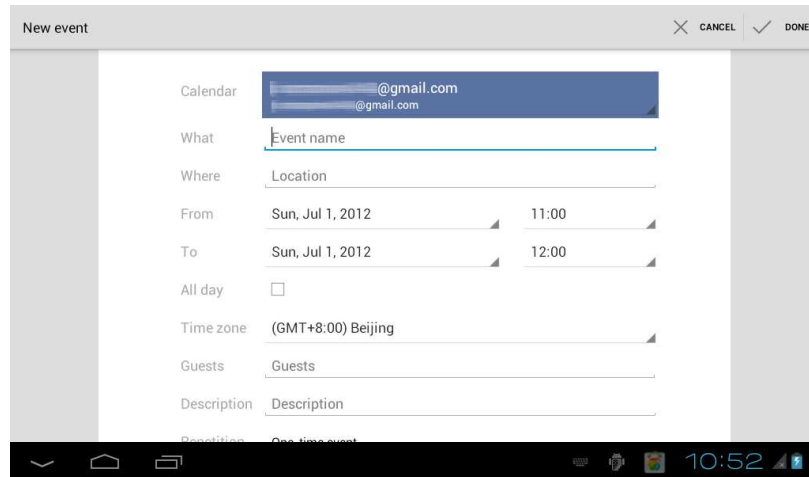 New event
CANCEL
DONE
Calendar
@gmail.com
@gmail.com
What
Event name
Where
Location
From
Sun, Jul 1, 2012
11:00
To
Sun, Jul 1, 2012
12:00
All day
Time zone
(GMT+8:00) Beijing
Guests
Guests
Description
Description
Repetition
One-time event
10:52